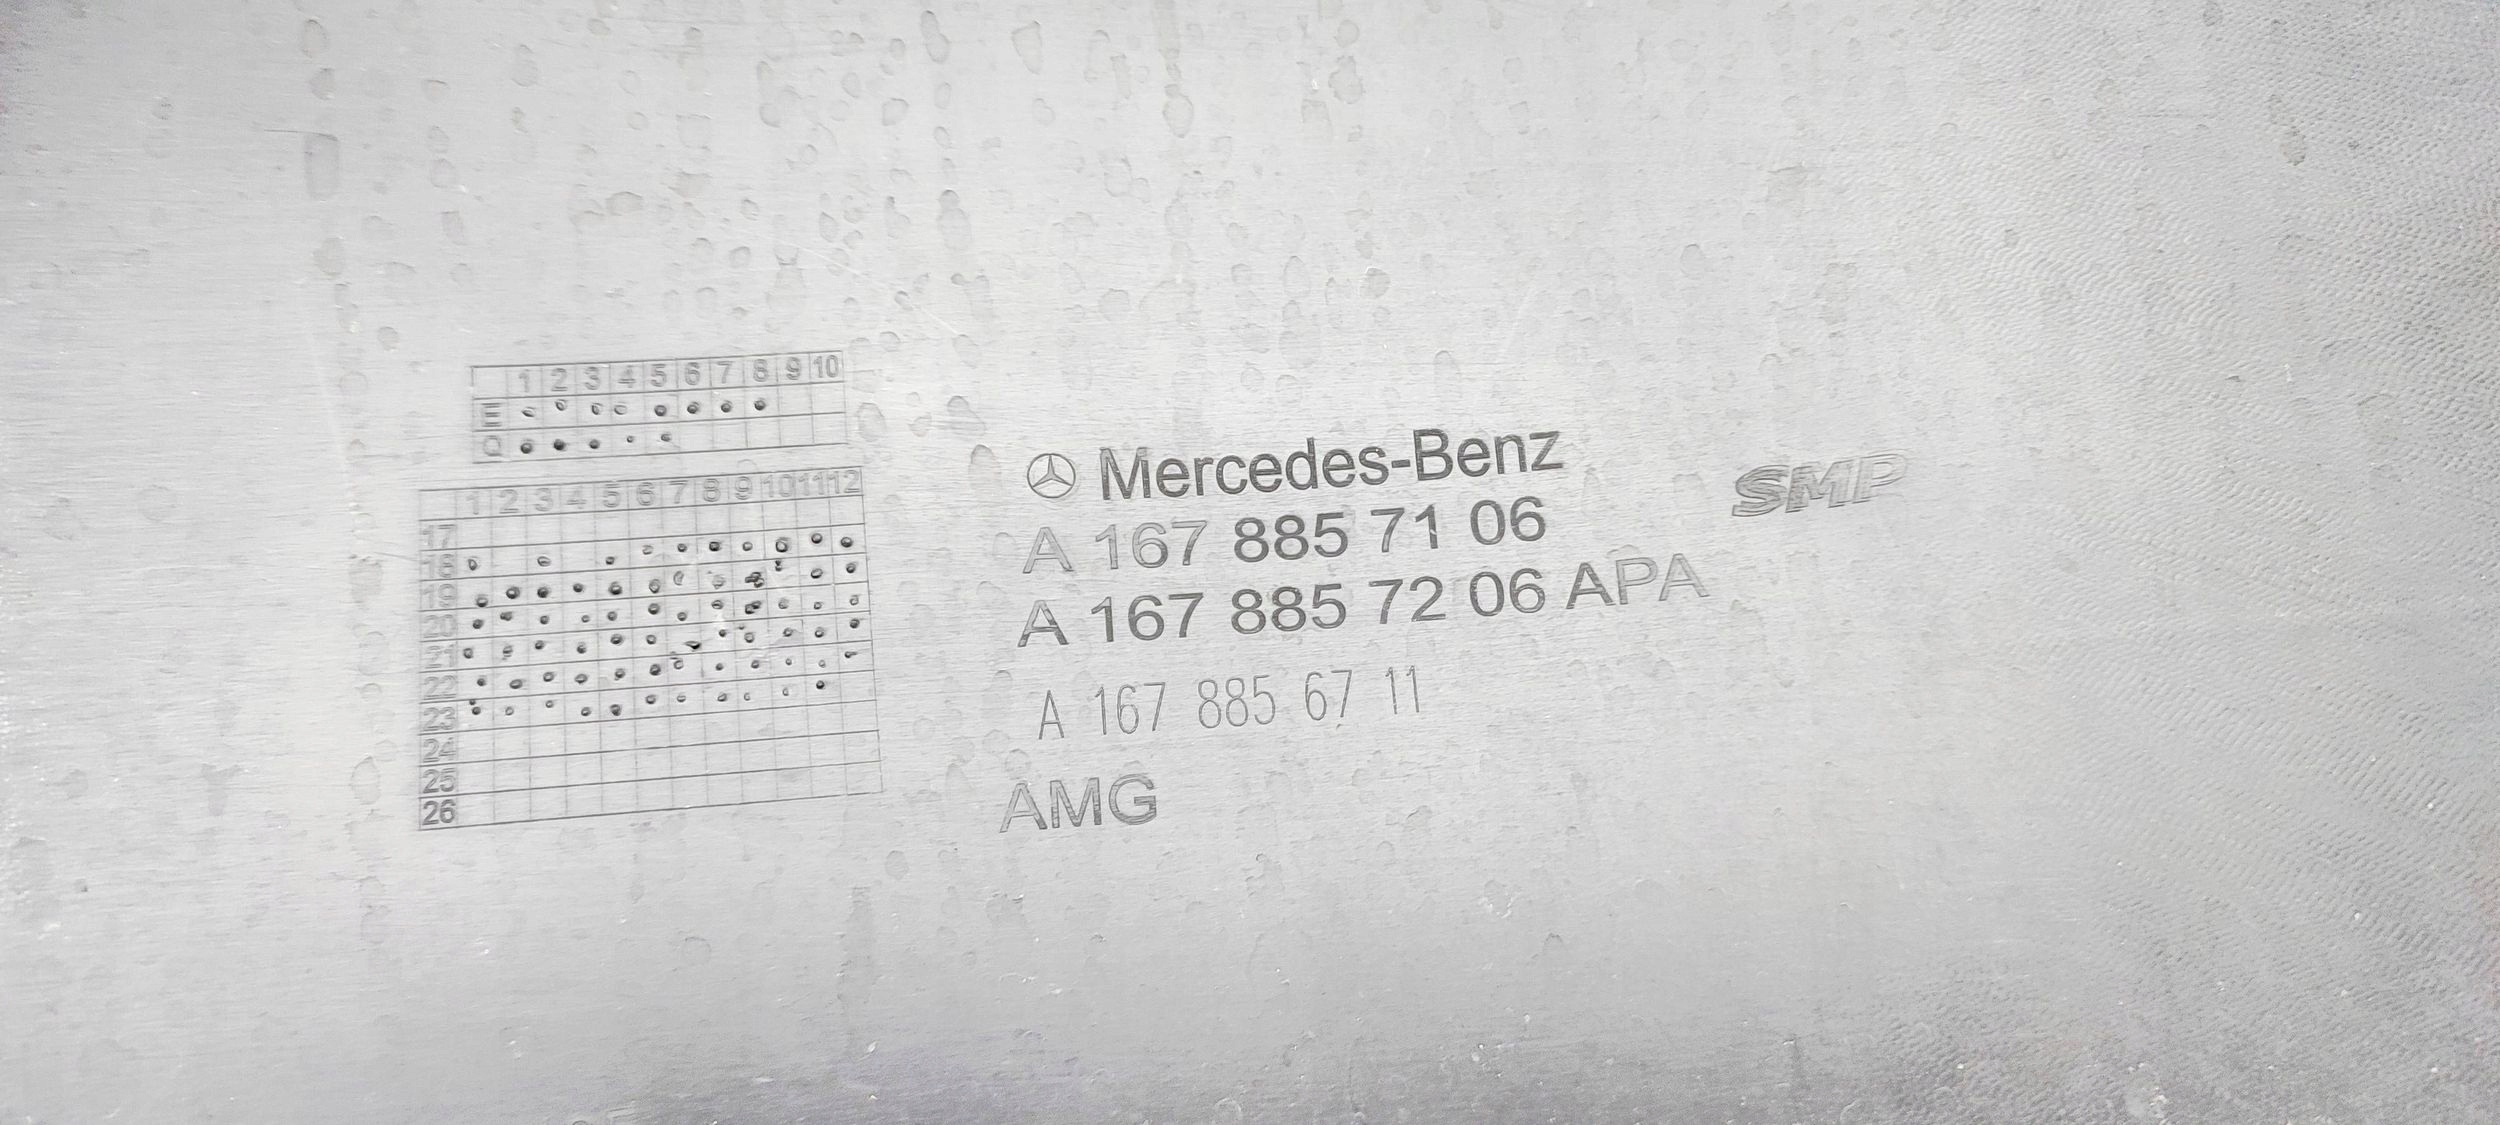 1 2 3 4 5 6 7 8 9 10
E
Q
1 2 3 4 5 6 7 8 9 10 11 12
17
18
19
20
21
22
23
24
25
26
Mercedes-Benz
A 167 885 71 06
A 167 885 72 06 APA
A 167 885 67 11
AMG
SMP